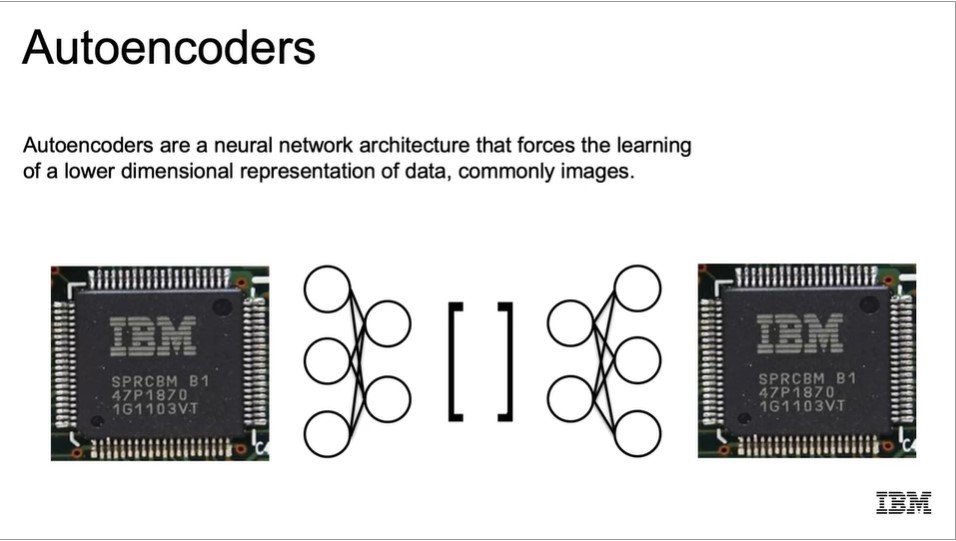 Autoencoders
Autoencoders are a neural network architecture that forces the learning
of a lower dimensional representation of data, commonly images.
IBM
SPRCBM B1
47P1870
1G1103VT
[ ]
IBM
SPRCBM B1
47P1870
1G1103VT
IBM